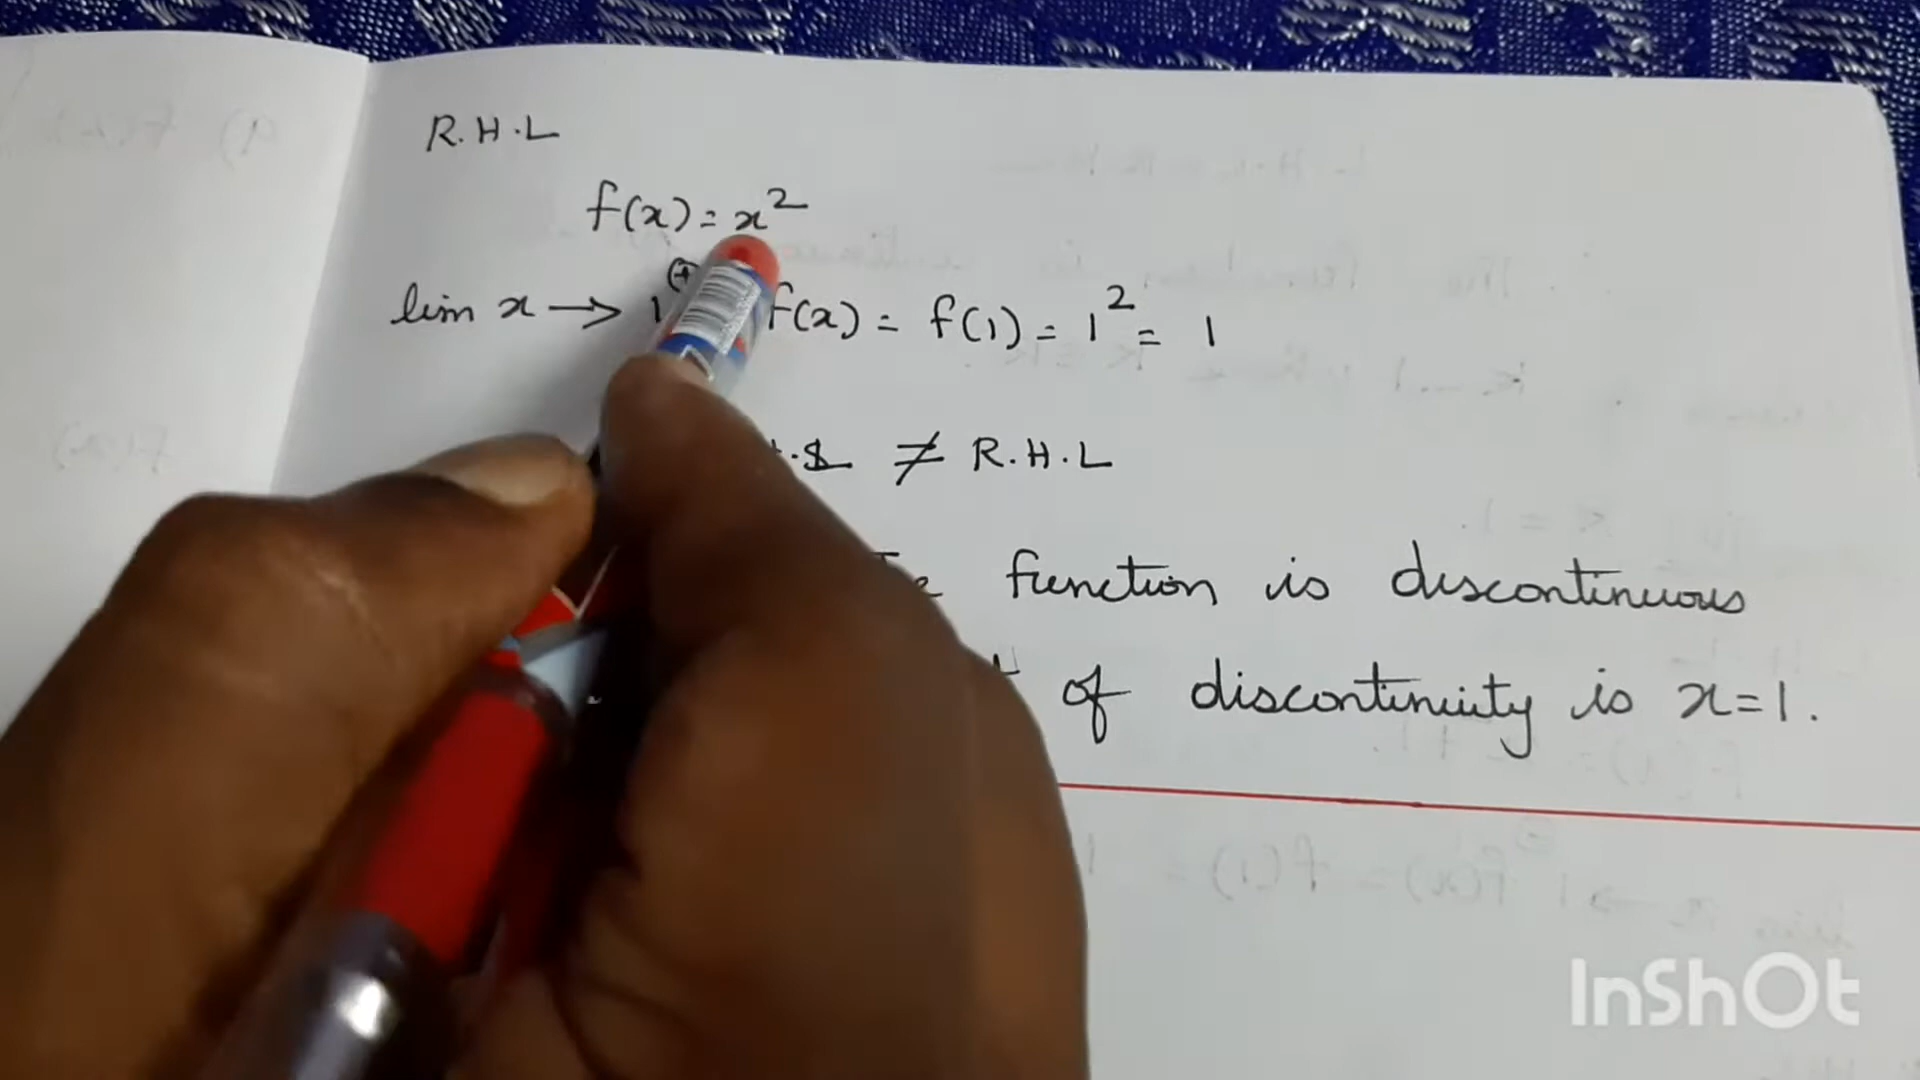 R.H.L
f(x) = x²
lim x → 1⊕ f(x) = f(1) = 1² = 1
≠ R.H.L
function is discontinuous
of discontinuity is x=1.
InShOt